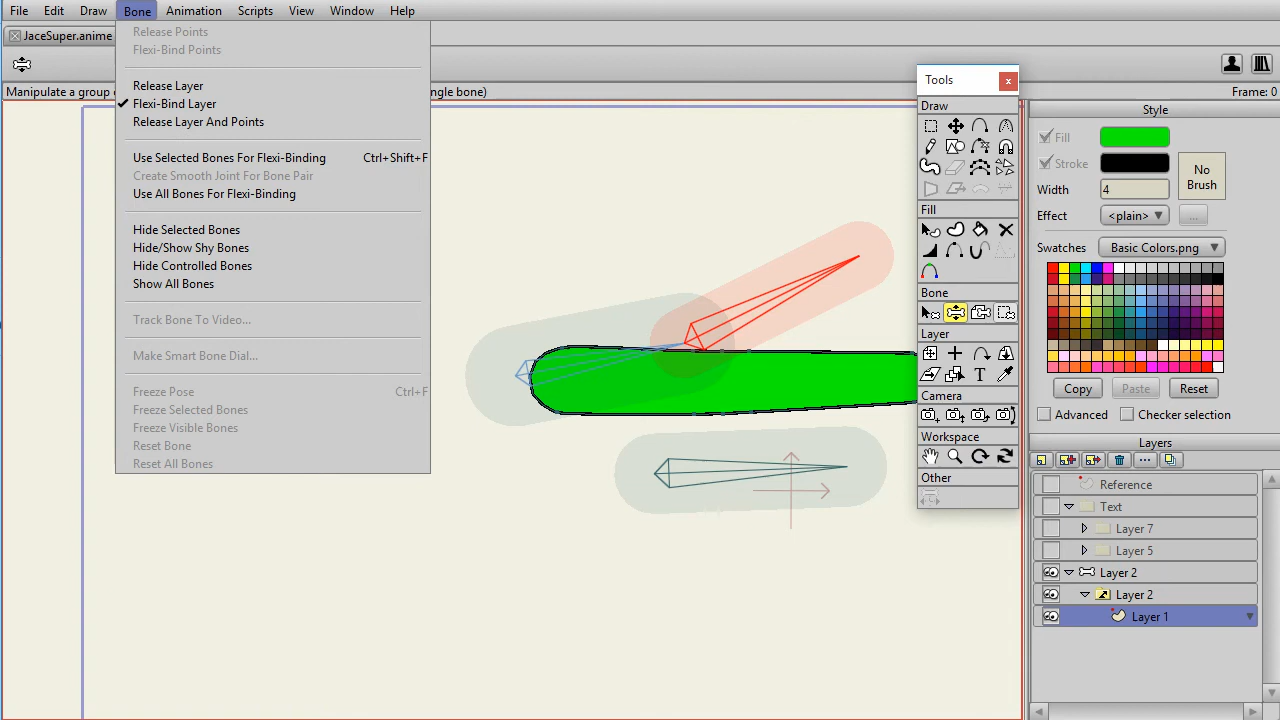 File Edit Draw Bone Animation Scripts View Window Help
JaceSuper.anime
Manipulate a group
ngle bone)
Frame: 0
Release Points
Flexi-Bind Points
Release Layer
Flexi-Bind Layer
Release Layer And Points
Use Selected Bones For Flexi-Binding Ctrl+Shift+F
Create Smooth Joint For Bone Pair
Use All Bones For Flexi-Binding
Hide Selected Bones
Hide/Show Shy Bones
Hide Controlled Bones
Show All Bones
Track Bone To Video...
Make Smart Bone Dial...
Freeze Pose Ctrl+F
Freeze Selected Bones
Freeze Visible Bones
Reset Bone
Reset All Bones
Tools
x
Draw
Fill
Bone
Layer
T
Camera
Workspace
Other
Style
Fill
Stroke
No
Brush
Width 4
Effect <plain> ...
Swatches Basic Colors.png
Copy Paste Reset
Advanced Checker selection
Layers
Reference
Text
Layer 7
Layer 5
Layer 2
Layer 2
Layer 1